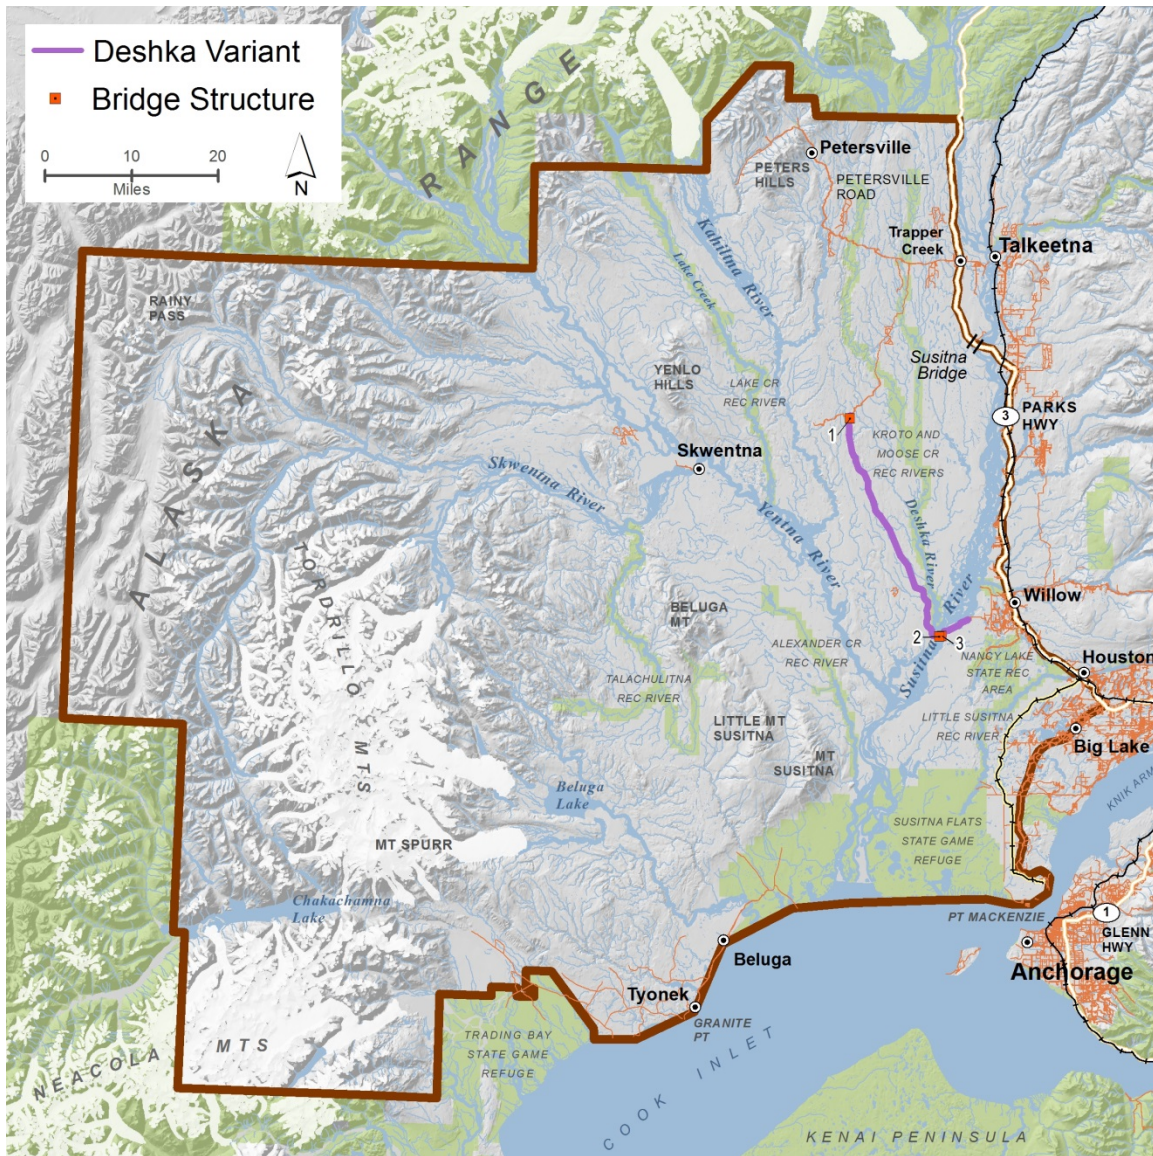 Deshka Variant
Bridge Structure
0 10 20
Miles
N
RANGE
Petersville
PETERS
HILLS
PETERSVILLE
ROAD
Kahiltna River
Trapper
Creek
Talkeetna
Lake Creek
RAINY
PASS
Susitna
Bridge
YENLO
HILLS
LAKE CR
REC RIVER
3
PARKS
HWY
ALASKA
1
KROTO AND
MOOSE CR
REC RIVERS
Skwentna
Skwentna River
Yentna River
Deshka River
TORDRILLO MTS
Willow
BELUGA
MT
ALEXANDER CR
REC RIVER
2
3
Susitna River
NANCY LAKE
STATE REC
AREA
Houston
TALACHULITNA
REC RIVER
LITTLE MT
SUSITNA
LITTLE SUSITNA
REC RIVER
Big Lake
MT
SUSITNA
Beluga
Lake
KNIK ARM
SUSITNA FLATS
STATE GAME
REFUGE
MT SPURR
Chakachamna
Lake
PT MACKENZIE
1
GLENN
HWY
Beluga
Anchorage
Tyonek
GRANITE
PT
TRADING BAY
STATE GAME
REFUGE
NEACOLA MTS
COOK INLET
KENAI PENINSULA